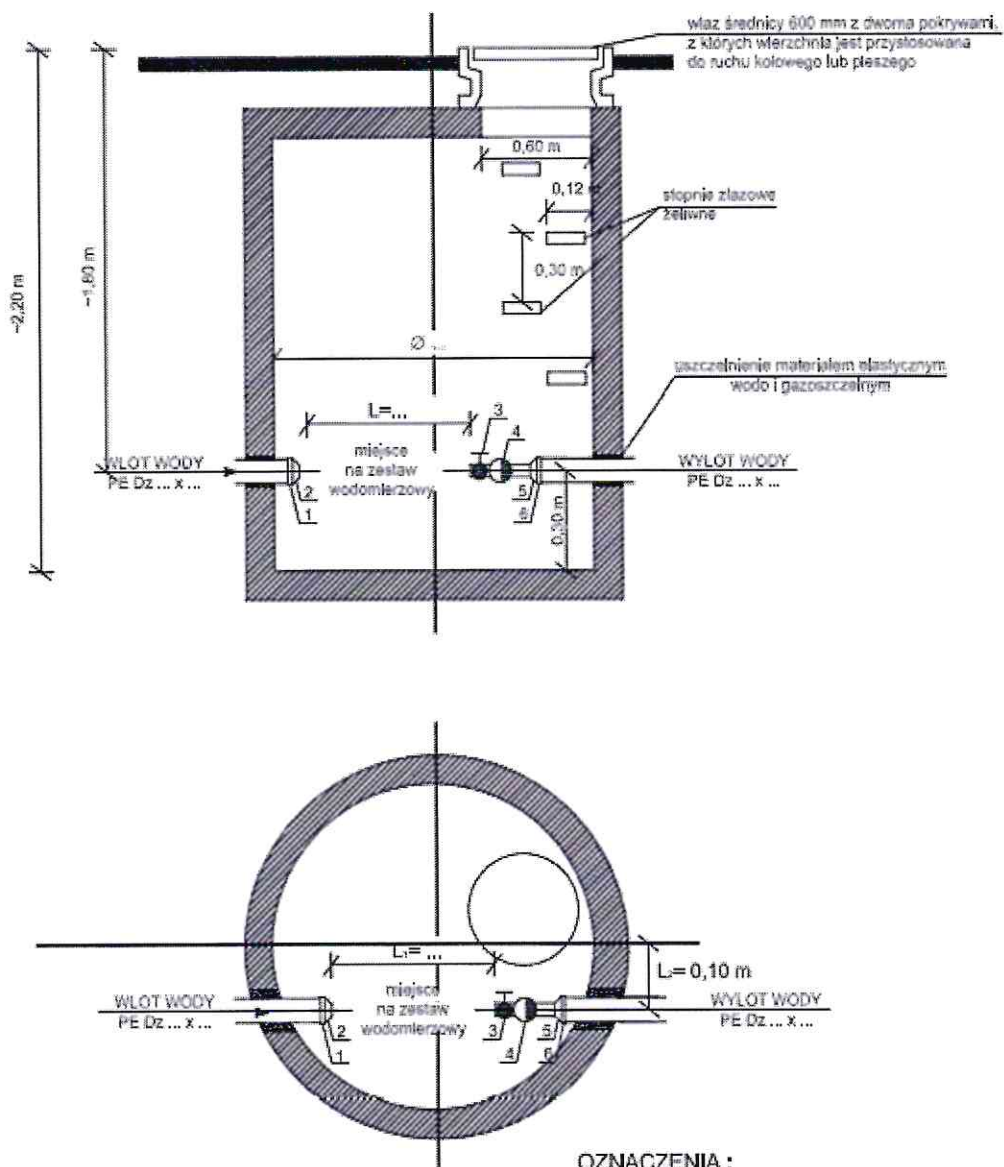 właz średnicy 600 mm z dwoma pokrywami,
z których wierzchnia jest przystosowana
do ruchu kołowego lub pieszego
0,60 m
0,12 m
stopnie złazowe
żeliwne
0,30 m
~2,20 m
~1,80 m
Ø ...
uszczelnienie materiałem elastycznym
wodo i gazoszczelnym
L=...
3
4
miejsce
na zestaw
wodomierzowy
WLOT WODY
PE Dz ... x ...
2
1
5
6
WYLOT WODY
PE Dz ... x ...
0,30 m
L₁= ...
L₂= 0,10 m
miejsce
na zestaw
wodomierzowy
WLOT WODY
PE Dz ... x ...
2
1
3
4
5
6
WYLOT WODY
PE Dz ... x ...
OZNACZENIA :